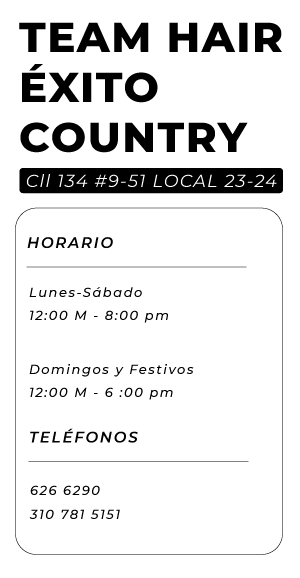 TEAM HAIR
ÉXITO
COUNTRY
Cll 134 #9-51 LOCAL 23-24
HORARIO
Lunes-Sábado
12:00 M - 8:00 pm
Domingos y Festivos
12:00 M - 6 :00 pm
TELÉFONOS
626 6290
310 781 5151